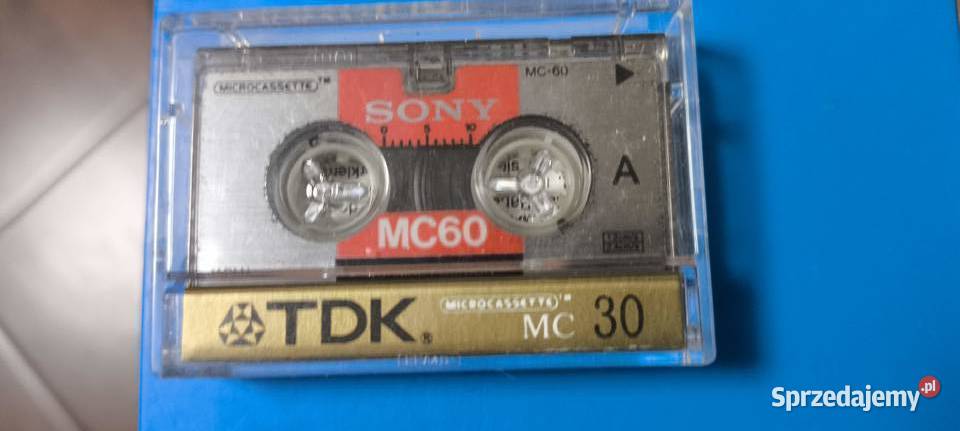 MICROCASSETTE™
MC-60
SONY
0 5 10
A
MC60
TDK® MICROCASSETTE™
MC 30
Sprzedajemy.pl